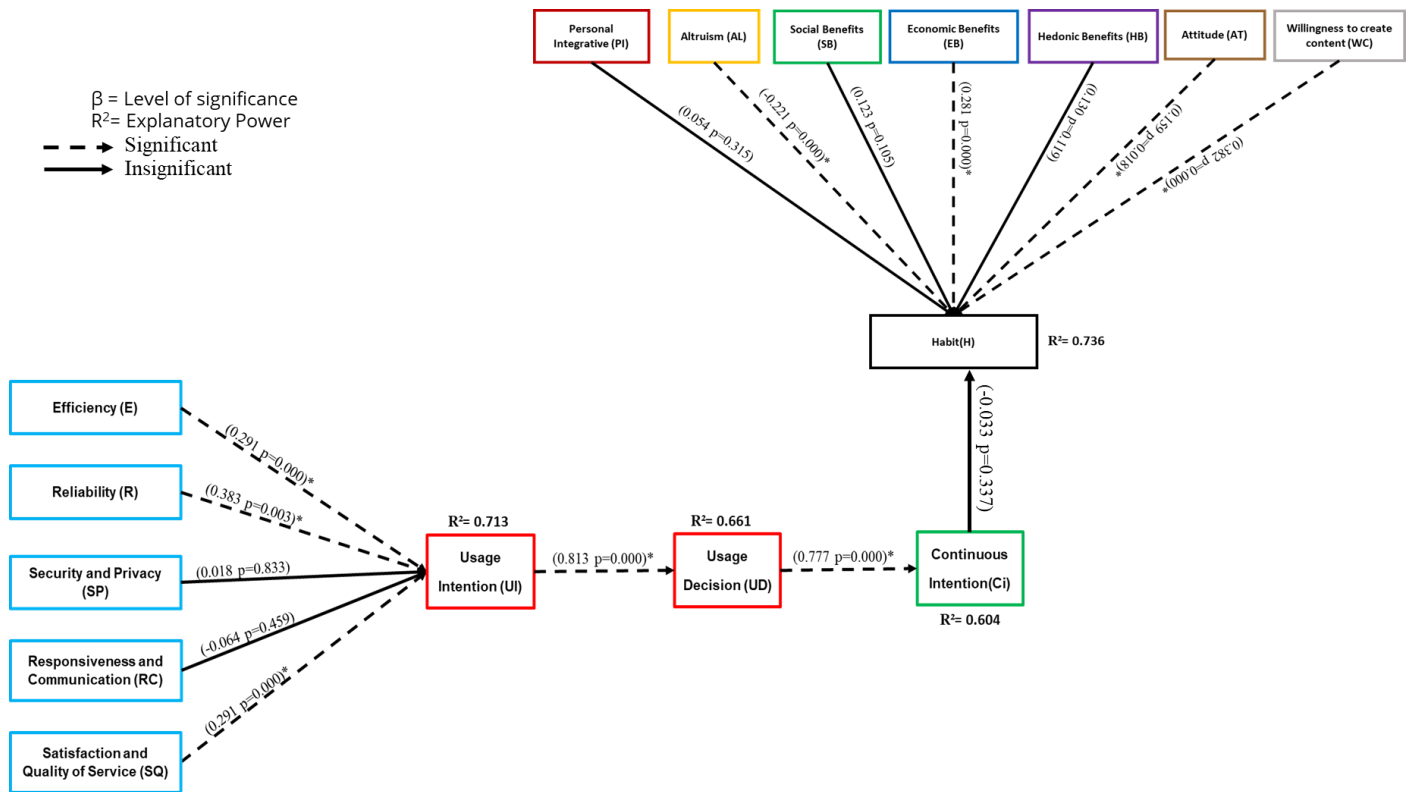 Personal
Integrative (PI)
Altruism (AL)
Social Benefits
(SB)
Economic Benefits
(EB)
Hedonic Benefits (HB)
Attitude (AT)
Willingness to create
content (WC)
β = Level of significance
R²= Explanatory Power
Significant
Insignificant
(0.054 p=0.315)
(-0.221 p=0.000)*
(0.123 p=0.105)
(0.281 p=0.000)*
(0.130 p=0.119)
(0.159 p=0.018)*
(0.382 p=0.000)*
Habit(H)
R²= 0.736
(-0.033 p=0.337)
Efficiency (E)
(0.291 p=0.000)*
Reliability (R)
(0.383 p=0.003)*
Security and Privacy
(SP)
(0.018 p=0.833)
Responsiveness and
Communication (RC)
(-0.064 p=0.459)
Satisfaction and
Quality of Service (SQ)
(0.291 p=0.000)*
R²= 0.713
Usage
Intention (UI)
(0.813 p=0.000)*
R²= 0.661
Usage
Decision (UD)
(0.777 p=0.000)*
Continuous
Intention(Ci)
R²= 0.604